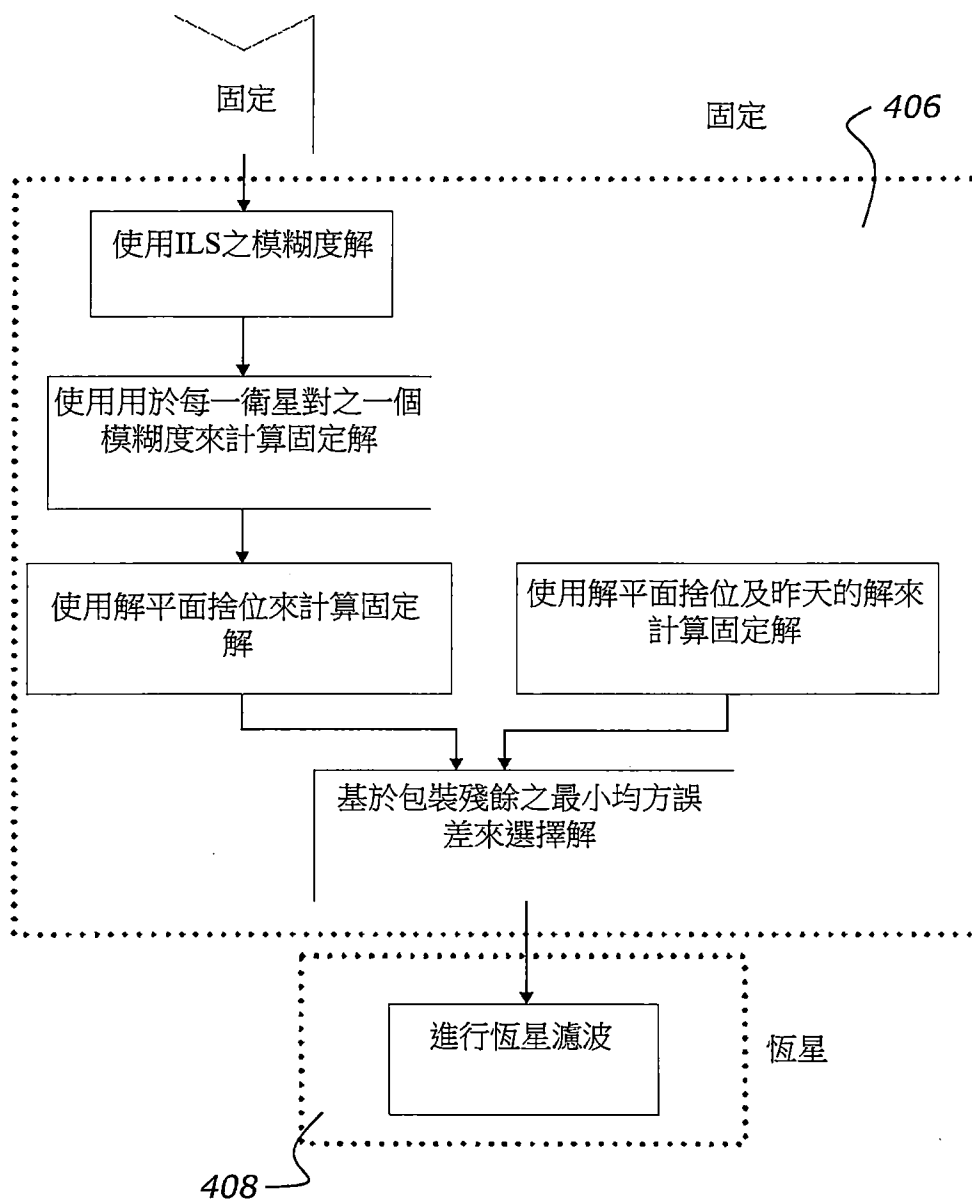 固定
固定
406
使用ILS之模糊度解
使用用於每一衛星對之一個
模糊度來計算固定解
使用解平面捨位來計算固定
解
使用解平面捨位及昨天的解來
計算固定解
基於包裝殘餘之最小均方誤
差來選擇解
進行恆星濾波
恆星
408